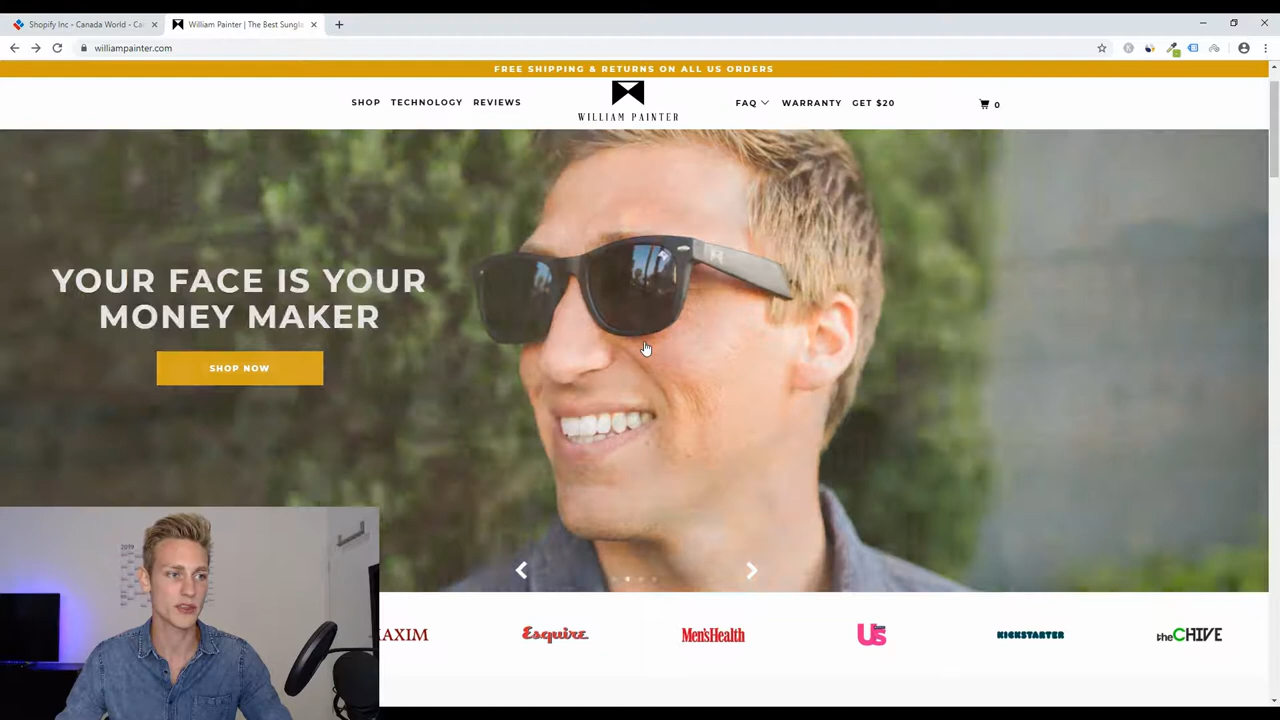 Shopify Inc - Canada World - Ca
William Painter | The Best Sungla
williampainter.com
FREE SHIPPING & RETURNS ON ALL US ORDERS
SHOP TECHNOLOGY REVIEWS
WILLIAM PAINTER
FAQ WARRANTY GET $20
0
YOUR FACE IS YOUR
MONEY MAKER
SHOP NOW
AXIM
Esquire
Men'sHealth
Us
KICKSTARTER
theCHIVE
2019